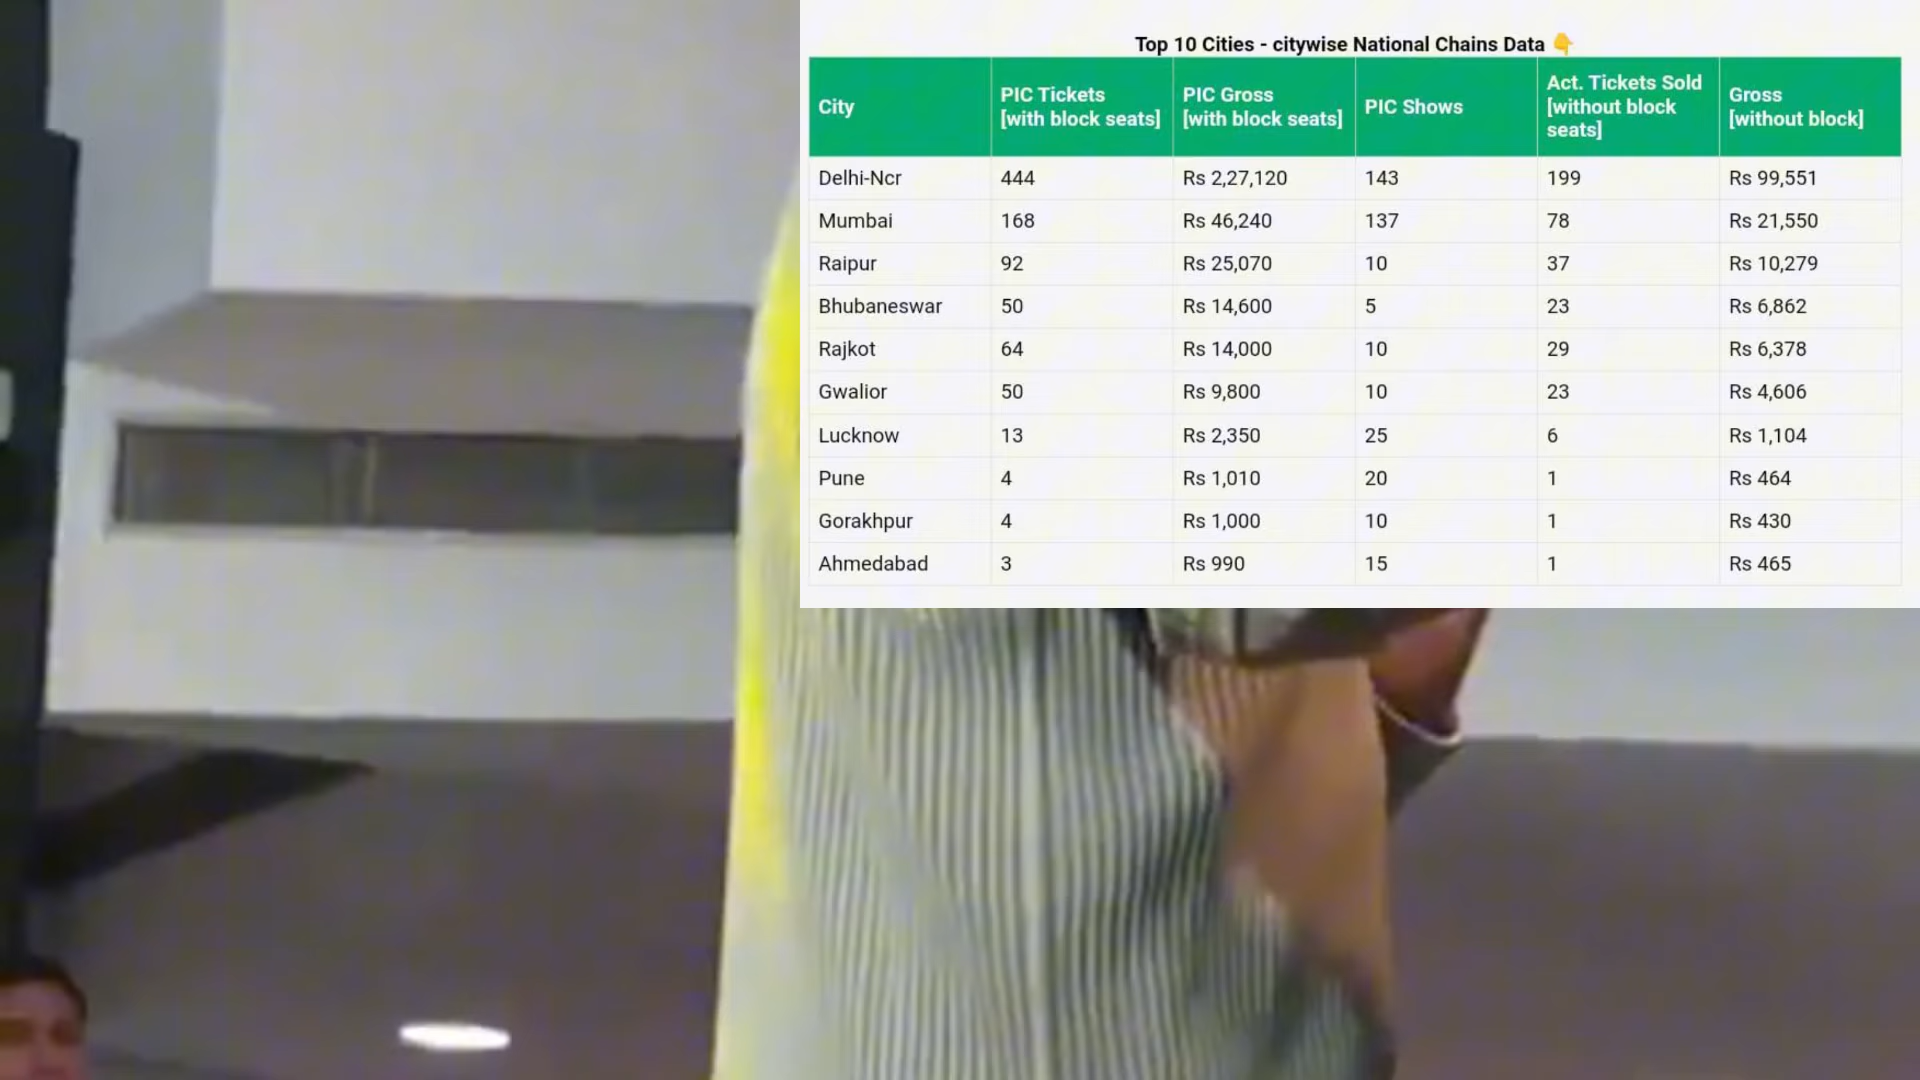 Top 10 Cities - citywise National Chains Data 👇
City PIC Tickets [with block seats] PIC Gross [with block seats] PIC Shows Act. Tickets Sold [without block seats] Gross [without block]
Delhi-Ncr 444 Rs 2,27,120 143 199 Rs 99,551
Mumbai 168 Rs 46,240 137 78 Rs 21,550
Raipur 92 Rs 25,070 10 37 Rs 10,279
Bhubaneswar 50 Rs 14,600 5 23 Rs 6,862
Rajkot 64 Rs 14,000 10 29 Rs 6,378
Gwalior 50 Rs 9,800 10 23 Rs 4,606
Lucknow 13 Rs 2,350 25 6 Rs 1,104
Pune 4 Rs 1,010 20 1 Rs 464
Gorakhpur 4 Rs 1,000 10 1 Rs 430
Ahmedabad 3 Rs 990 15 1 Rs 465